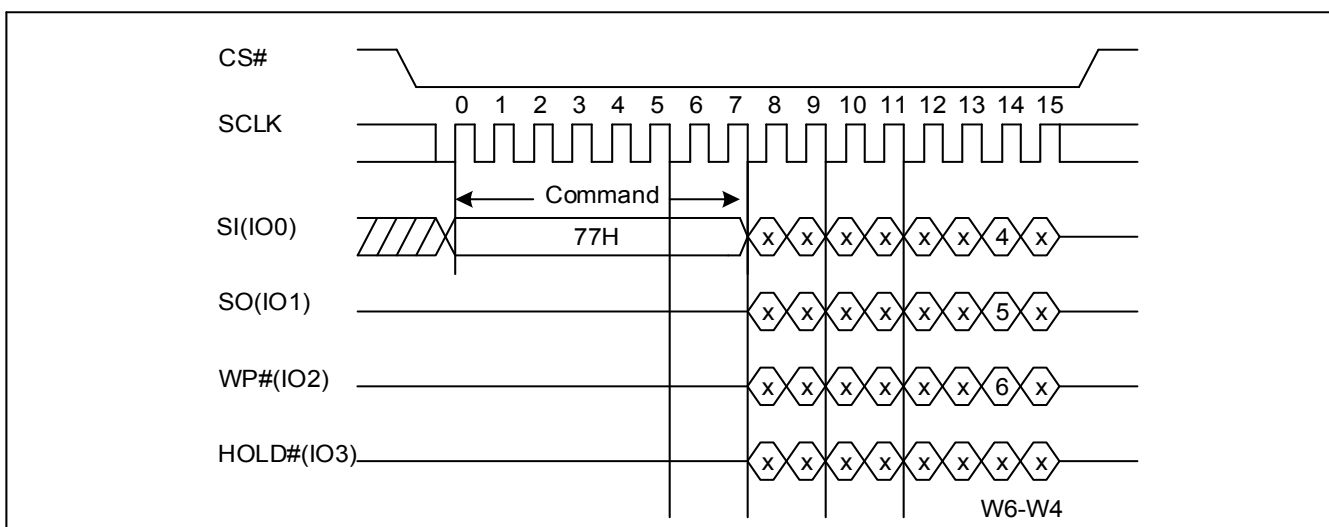 CS#
0 1 2 3 4 5 6 7 8 9 10 11 12 13 14 15
SCLK
Command
SI(IO0) 77H x x x x x x 4 x
SO(IO1) x x x x x x 5 x
WP#(IO2) x x x x x x 6 x
HOLD#(IO3) x x x x x x x x
W6-W4